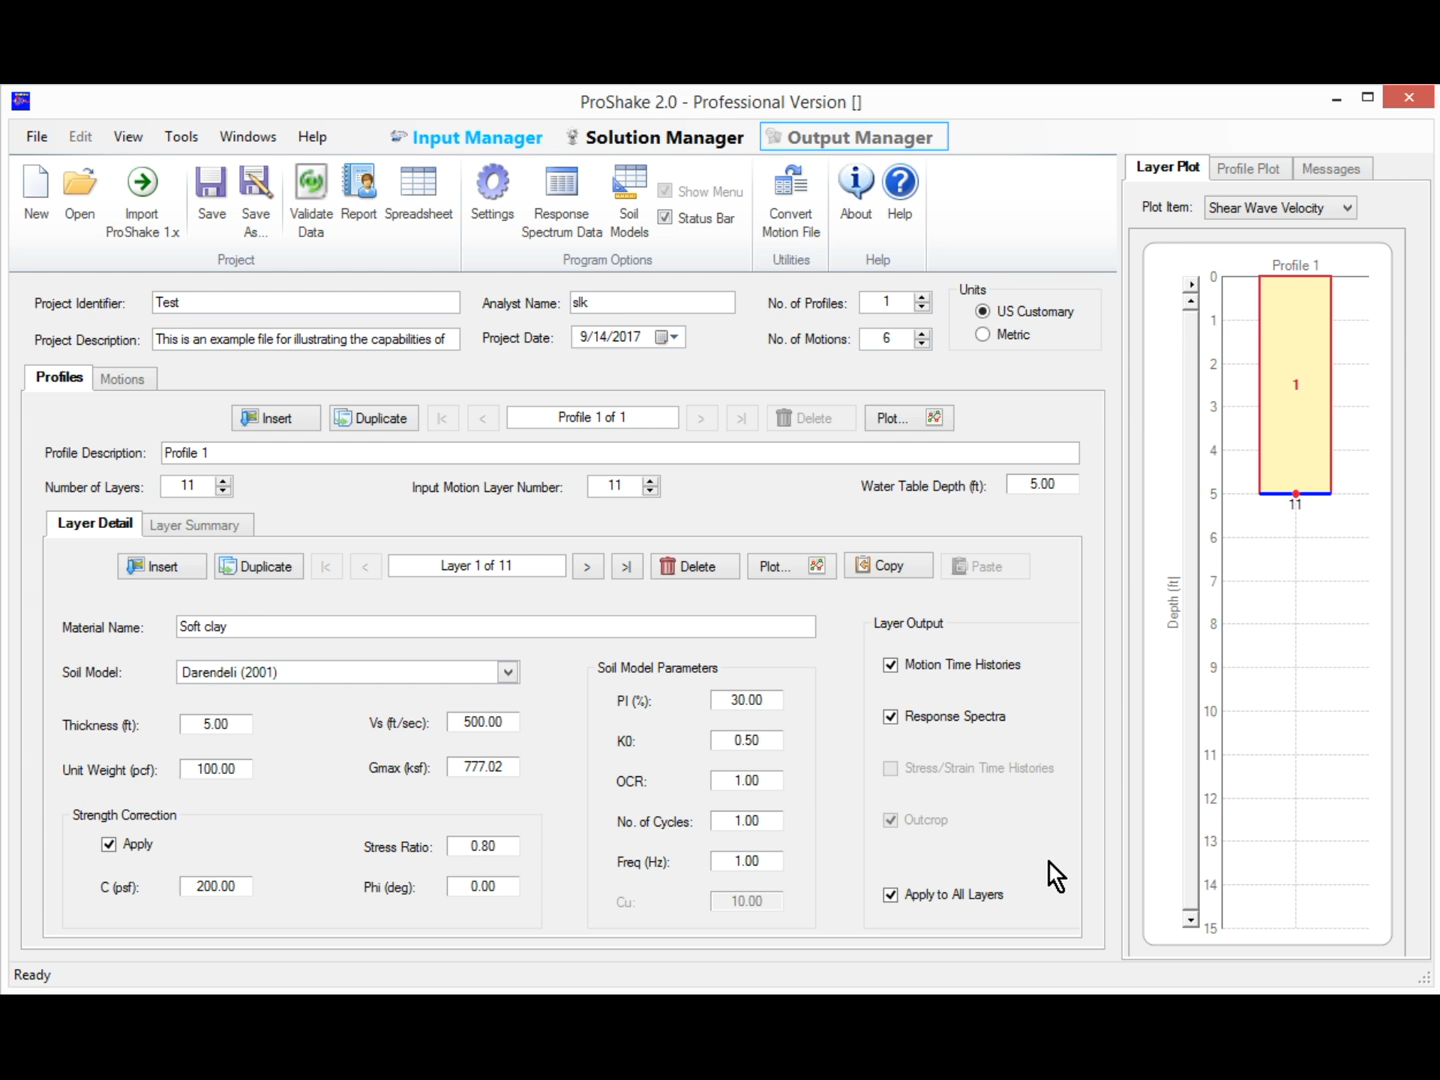 ProShake 2.0 - Professional Version []
File Edit View Tools Windows Help Input Manager Solution Manager Output Manager
New Open Import ProShake 1.x Save Save As... Validate Data Report Spreadsheet Settings Response Spectrum Data Soil Models Show Menu Status Bar Convert Motion File About Help
Project Program Options Utilities Help
Project Identifier: Test Analyst Name: slk No. of Profiles: 1 Units US Customary
Project Description: This is an example file for illustrating the capabilities of Project Date: 9/14/2017 No. of Motions: 6 Metric
Profiles Motions
Insert Duplicate |< < Profile 1 of 1 > >| Delete Plot...
Profile Description: Profile 1
Number of Layers: 11 Input Motion Layer Number: 11 Water Table Depth (ft): 5.00
Layer Detail Layer Summary
Insert Duplicate |< < Layer 1 of 11 > >| Delete Plot... Copy Paste
Material Name: Soft clay
Soil Model: Darendeli (2001)
Thickness (ft): 5.00 Vs (ft/sec): 500.00
Unit Weight (pcf): 100.00 Gmax (ksf): 777.02
Strength Correction
Apply Stress Ratio: 0.80
C (psf): 200.00 Phi (deg): 0.00
Soil Model Parameters
PI (%): 30.00
K0: 0.50
OCR: 1.00
No. of Cycles: 1.00
Freq (Hz): 1.00
Cu: 10.00
Layer Output
Motion Time Histories
Response Spectra
Stress/Strain Time Histories
Outcrop
Apply to All Layers
Ready
Layer Plot Profile Plot Messages
Plot Item: Shear Wave Velocity
Profile 1
0
1
2
3
4
5
6
7
8
9
10
11
12
13
14
15
1
11
Depth (ft)